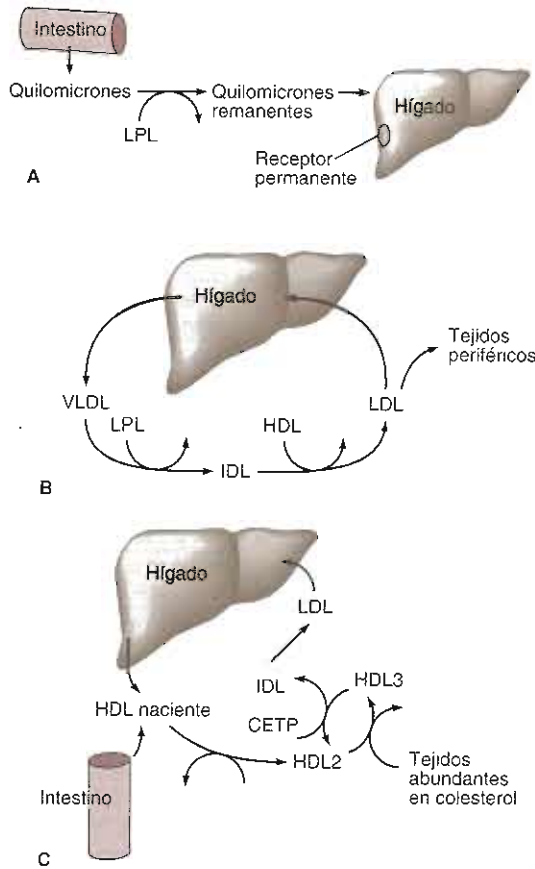 Intestino
Quilomicrones
Quilomicrones
remanentes
LPL
Hígado
Receptor
permanente
A
Hígado
Tejidos
periféricos
VLDL
LPL
HDL
LDL
IDL
B
Hígado
LDL
IDL
HDL3
HDL naciente
CETP
HDL2
Intestino
Tejidos
abundantes
en colesterol
C